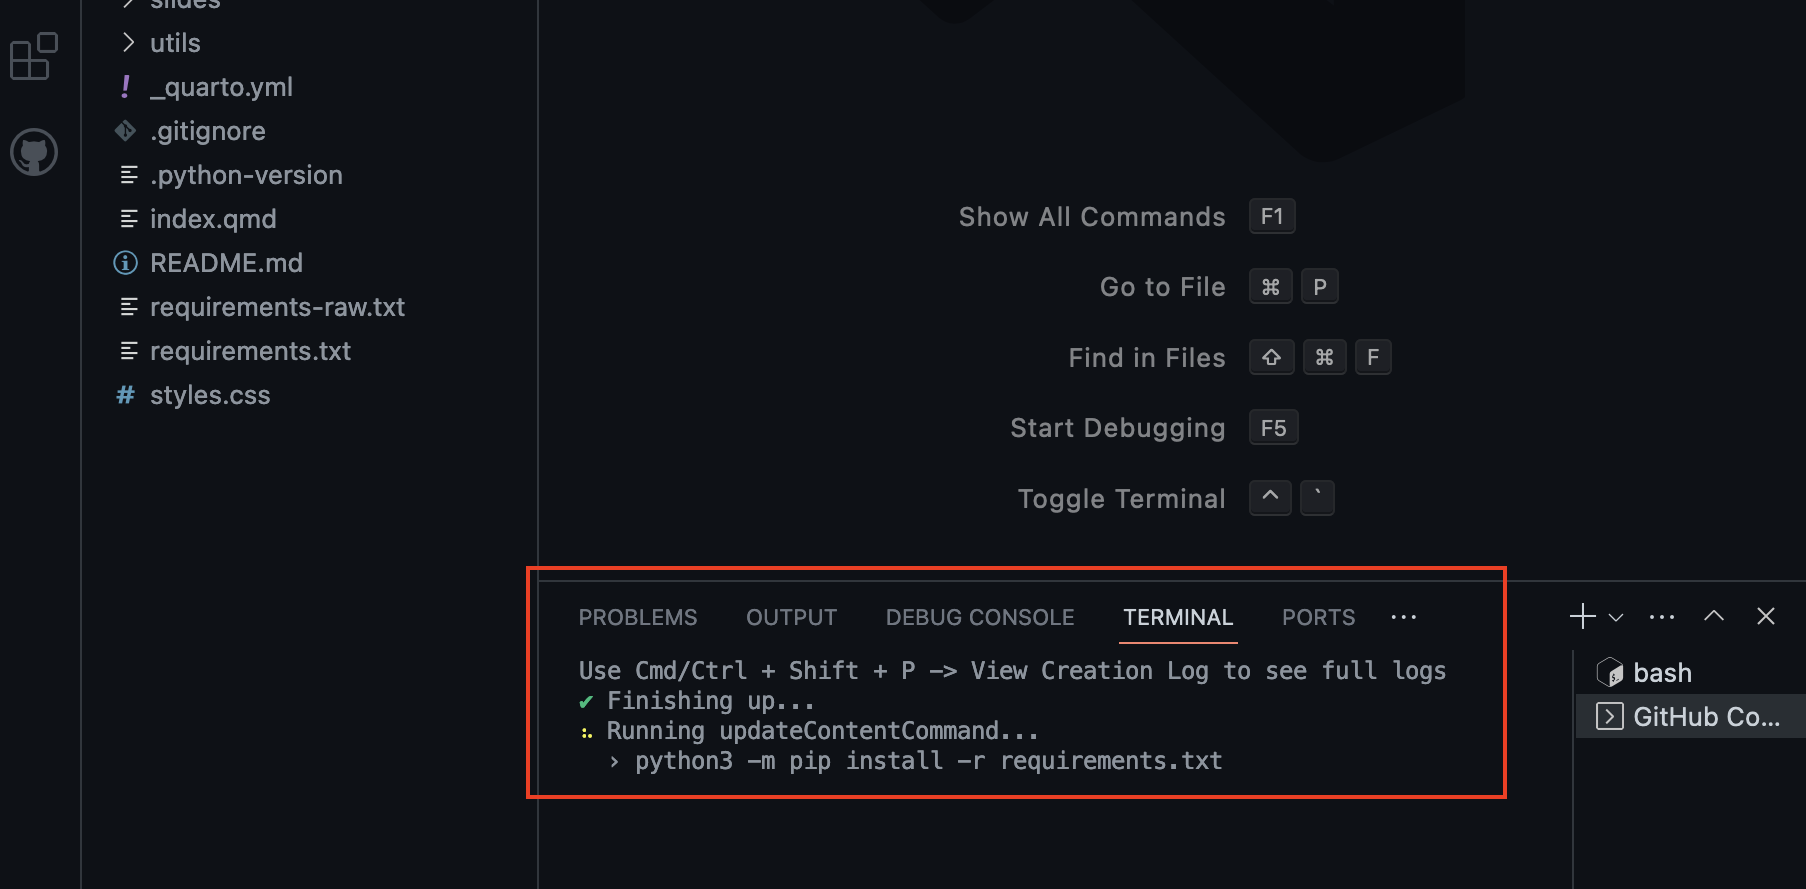 slides
utils
_quarto.yml
.gitignore
.python-version
index.qmd
README.md
requirements-raw.txt
requirements.txt
# styles.css
Show All Commands F1
Go to File ⌘ P
Find in Files ⇧ ⌘ F
Start Debugging F5
Toggle Terminal ^ `
PROBLEMS OUTPUT DEBUG CONSOLE TERMINAL PORTS ...
Use Cmd/Ctrl + Shift + P -> View Creation Log to see full logs
✔ Finishing up...
Running updateContentCommand...
› python3 -m pip install -r requirements.txt
bash
GitHub Co...